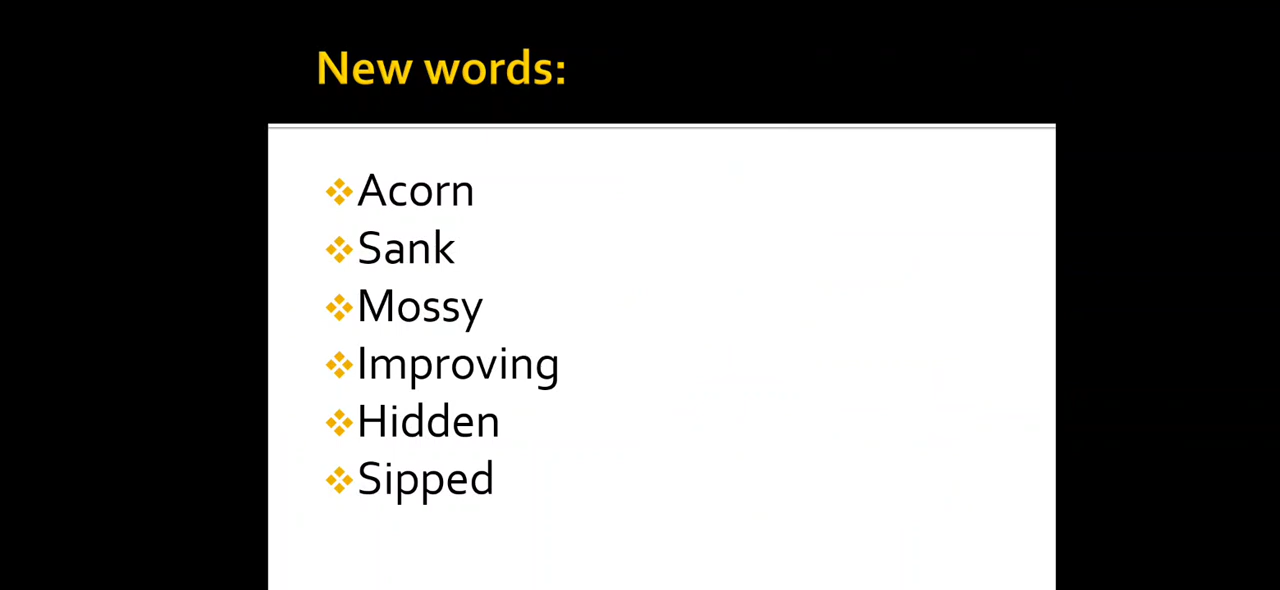 New words:
Acorn
Sank
Mossy
Improving
Hidden
Sipped